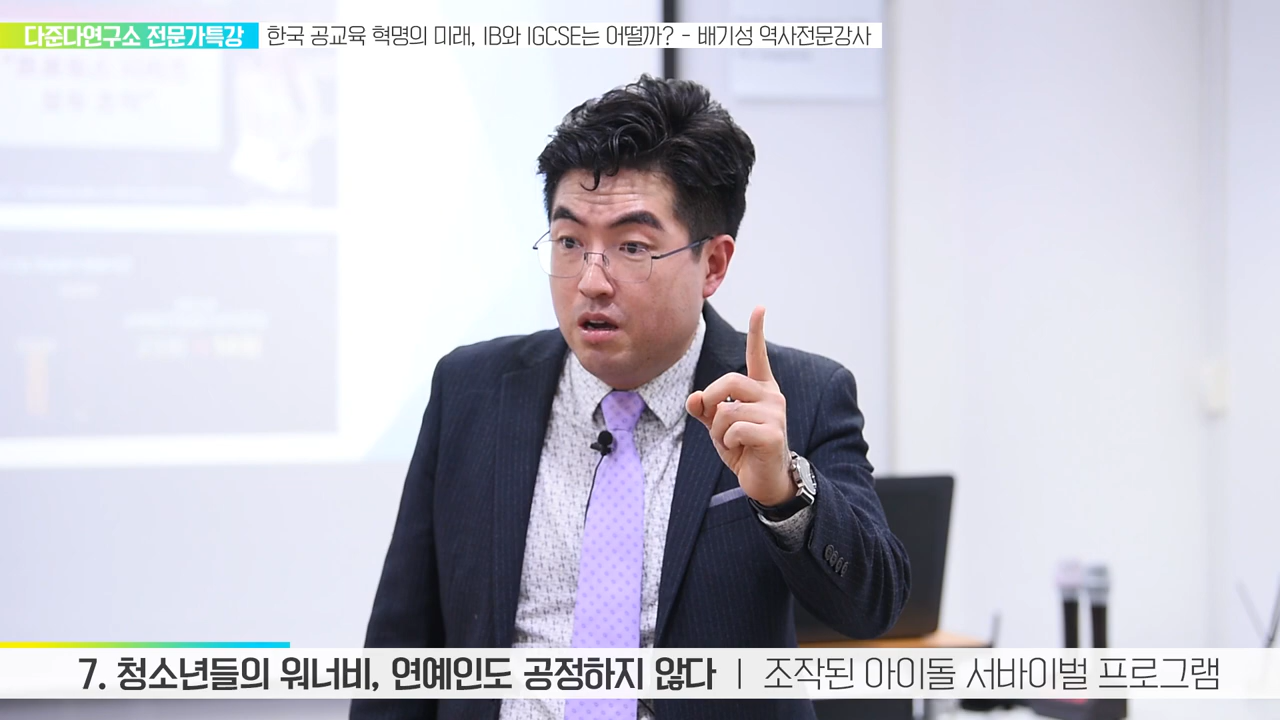 다준다연구소 전문가특강 한국 공교육 혁명의 미래, IB와 IGCSE는 어떨까? - 배기성 역사전문강사
7. 청소년들의 워너비, 연예인도 공정하지 않다 | 조작된 아이돌 서바이벌 프로그램